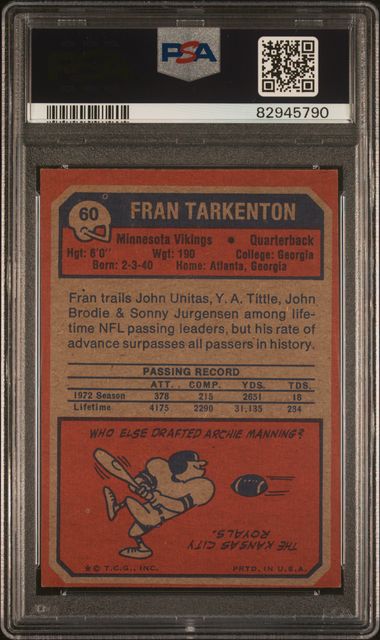 PSA
82945790
60
FRAN TARKENTON
Minnesota Vikings ● Quarterback
Hgt: 6'0" Wgt: 190 College: Georgia
Born: 2-3-40 Home: Atlanta, Georgia
Fran trails John Unitas, Y. A. Tittle, John
Brodie & Sonny Jurgensen among life-
time NFL passing leaders, but his rate of
advance surpasses all passers in history.
PASSING RECORD
ATT. COMP. YDS. TDS.
1972 Season 378 215 2651 18
Lifetime 4175 2290 31,135 234
WHO ELSE DRAFTED ARCHIE MANNING?
THE KANSAS CITY
ROYALS.
* © T.C.G., INC. PRTD. IN U.S.A.